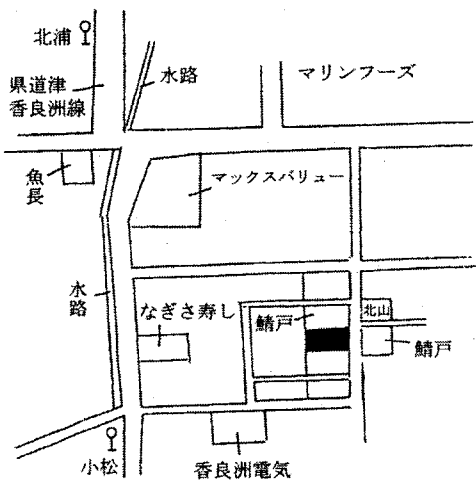 北浦
県道津
香良洲線
水路
マリンフーズ
魚長
マックスバリュー
水路
なぎさ寿し
鯖戸
北山
鯖戸
小松
香良洲電気